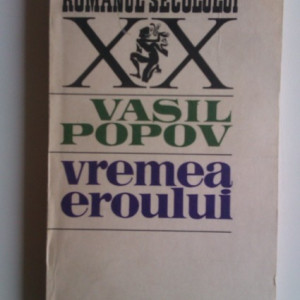 ROMANUL SECOLULUI
XX
VASIL
POPOV
vremea
eroului